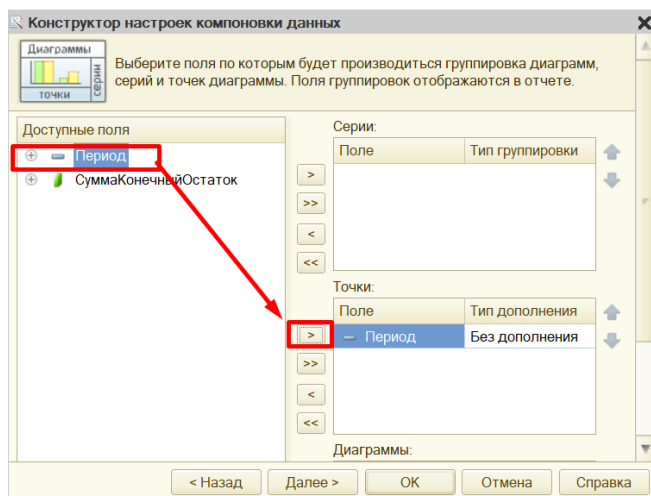 Конструктор настроек компоновки данных
Диаграммы
серии
точки
Выберите поля по которым будет производиться группировка диаграмм,
серий и точек диаграммы. Поля группировок отображаются в отчете.
Доступные поля
Период
СуммаКонечныйОстаток
Серии:
Поле Тип группировки
>
>>
<
<<
Точки:
Поле Тип дополнения
Период Без дополнения
>
>>
<
<<
Диаграммы:
< Назад Далее > OK Отмена Справка